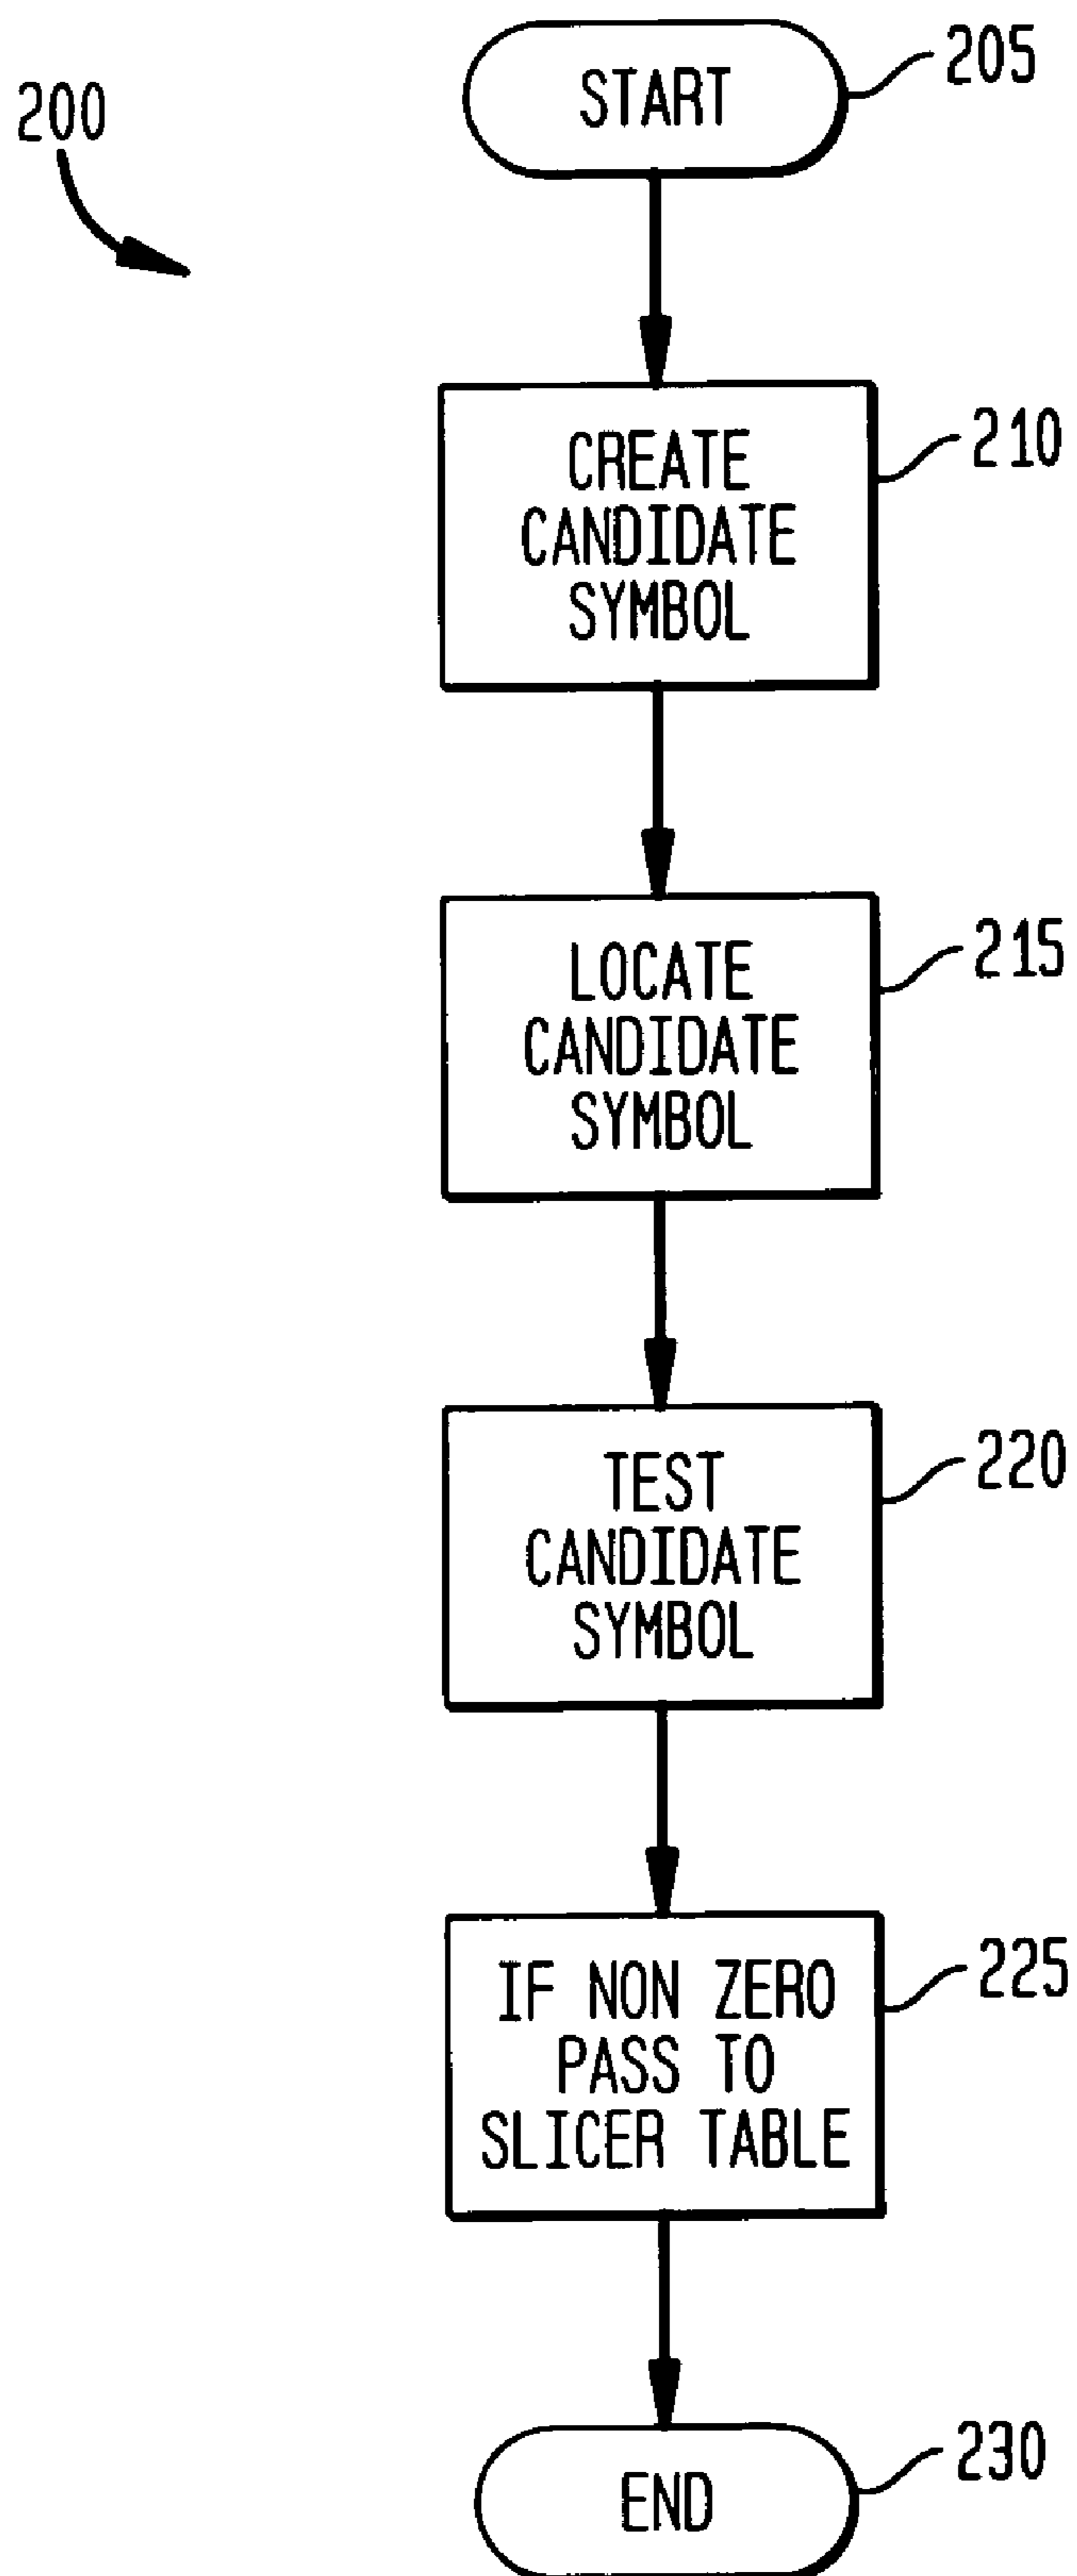 200
START
205
CREATE
CANDIDATE
SYMBOL
210
LOCATE
CANDIDATE
SYMBOL
215
TEST
CANDIDATE
SYMBOL
220
IF NON ZERO
PASS TO
SLICER TABLE
225
END
230